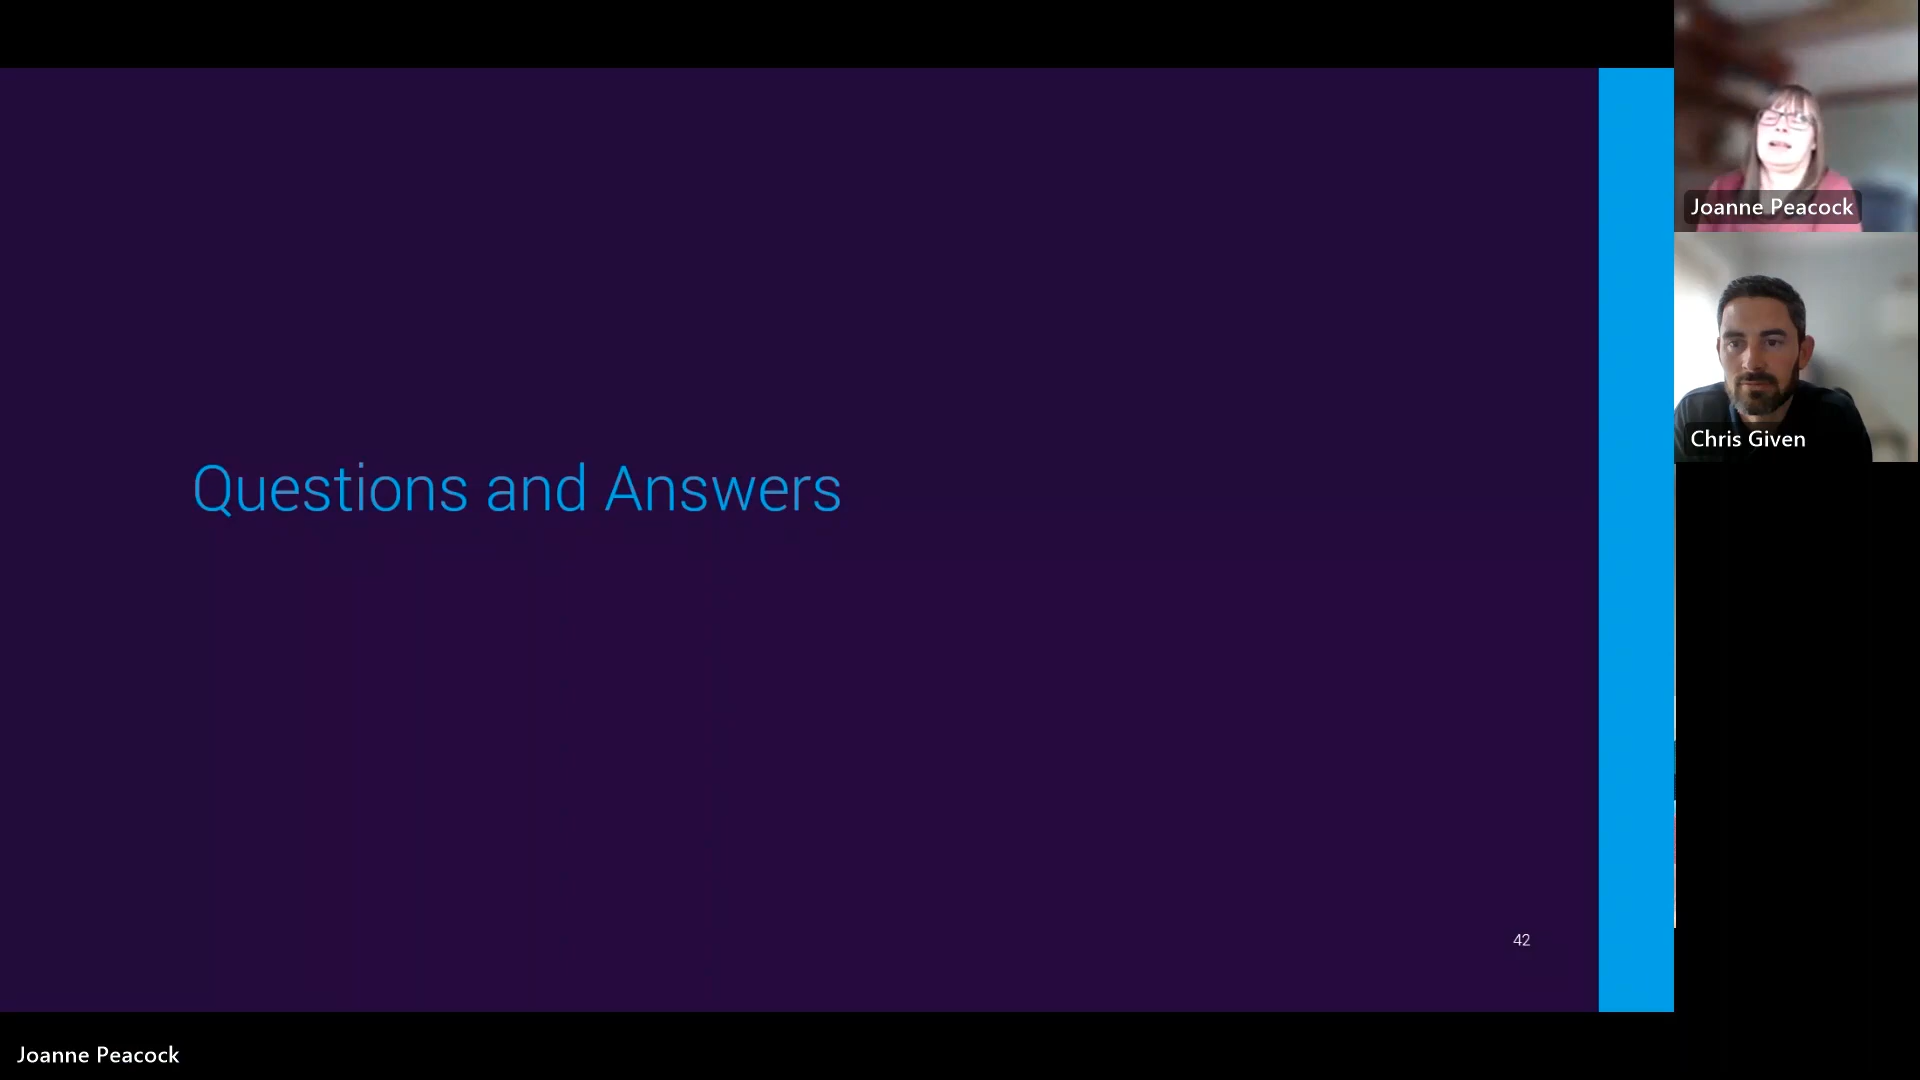 Joanne Peacock
Chris Given
Questions and Answers
42
Joanne Peacock